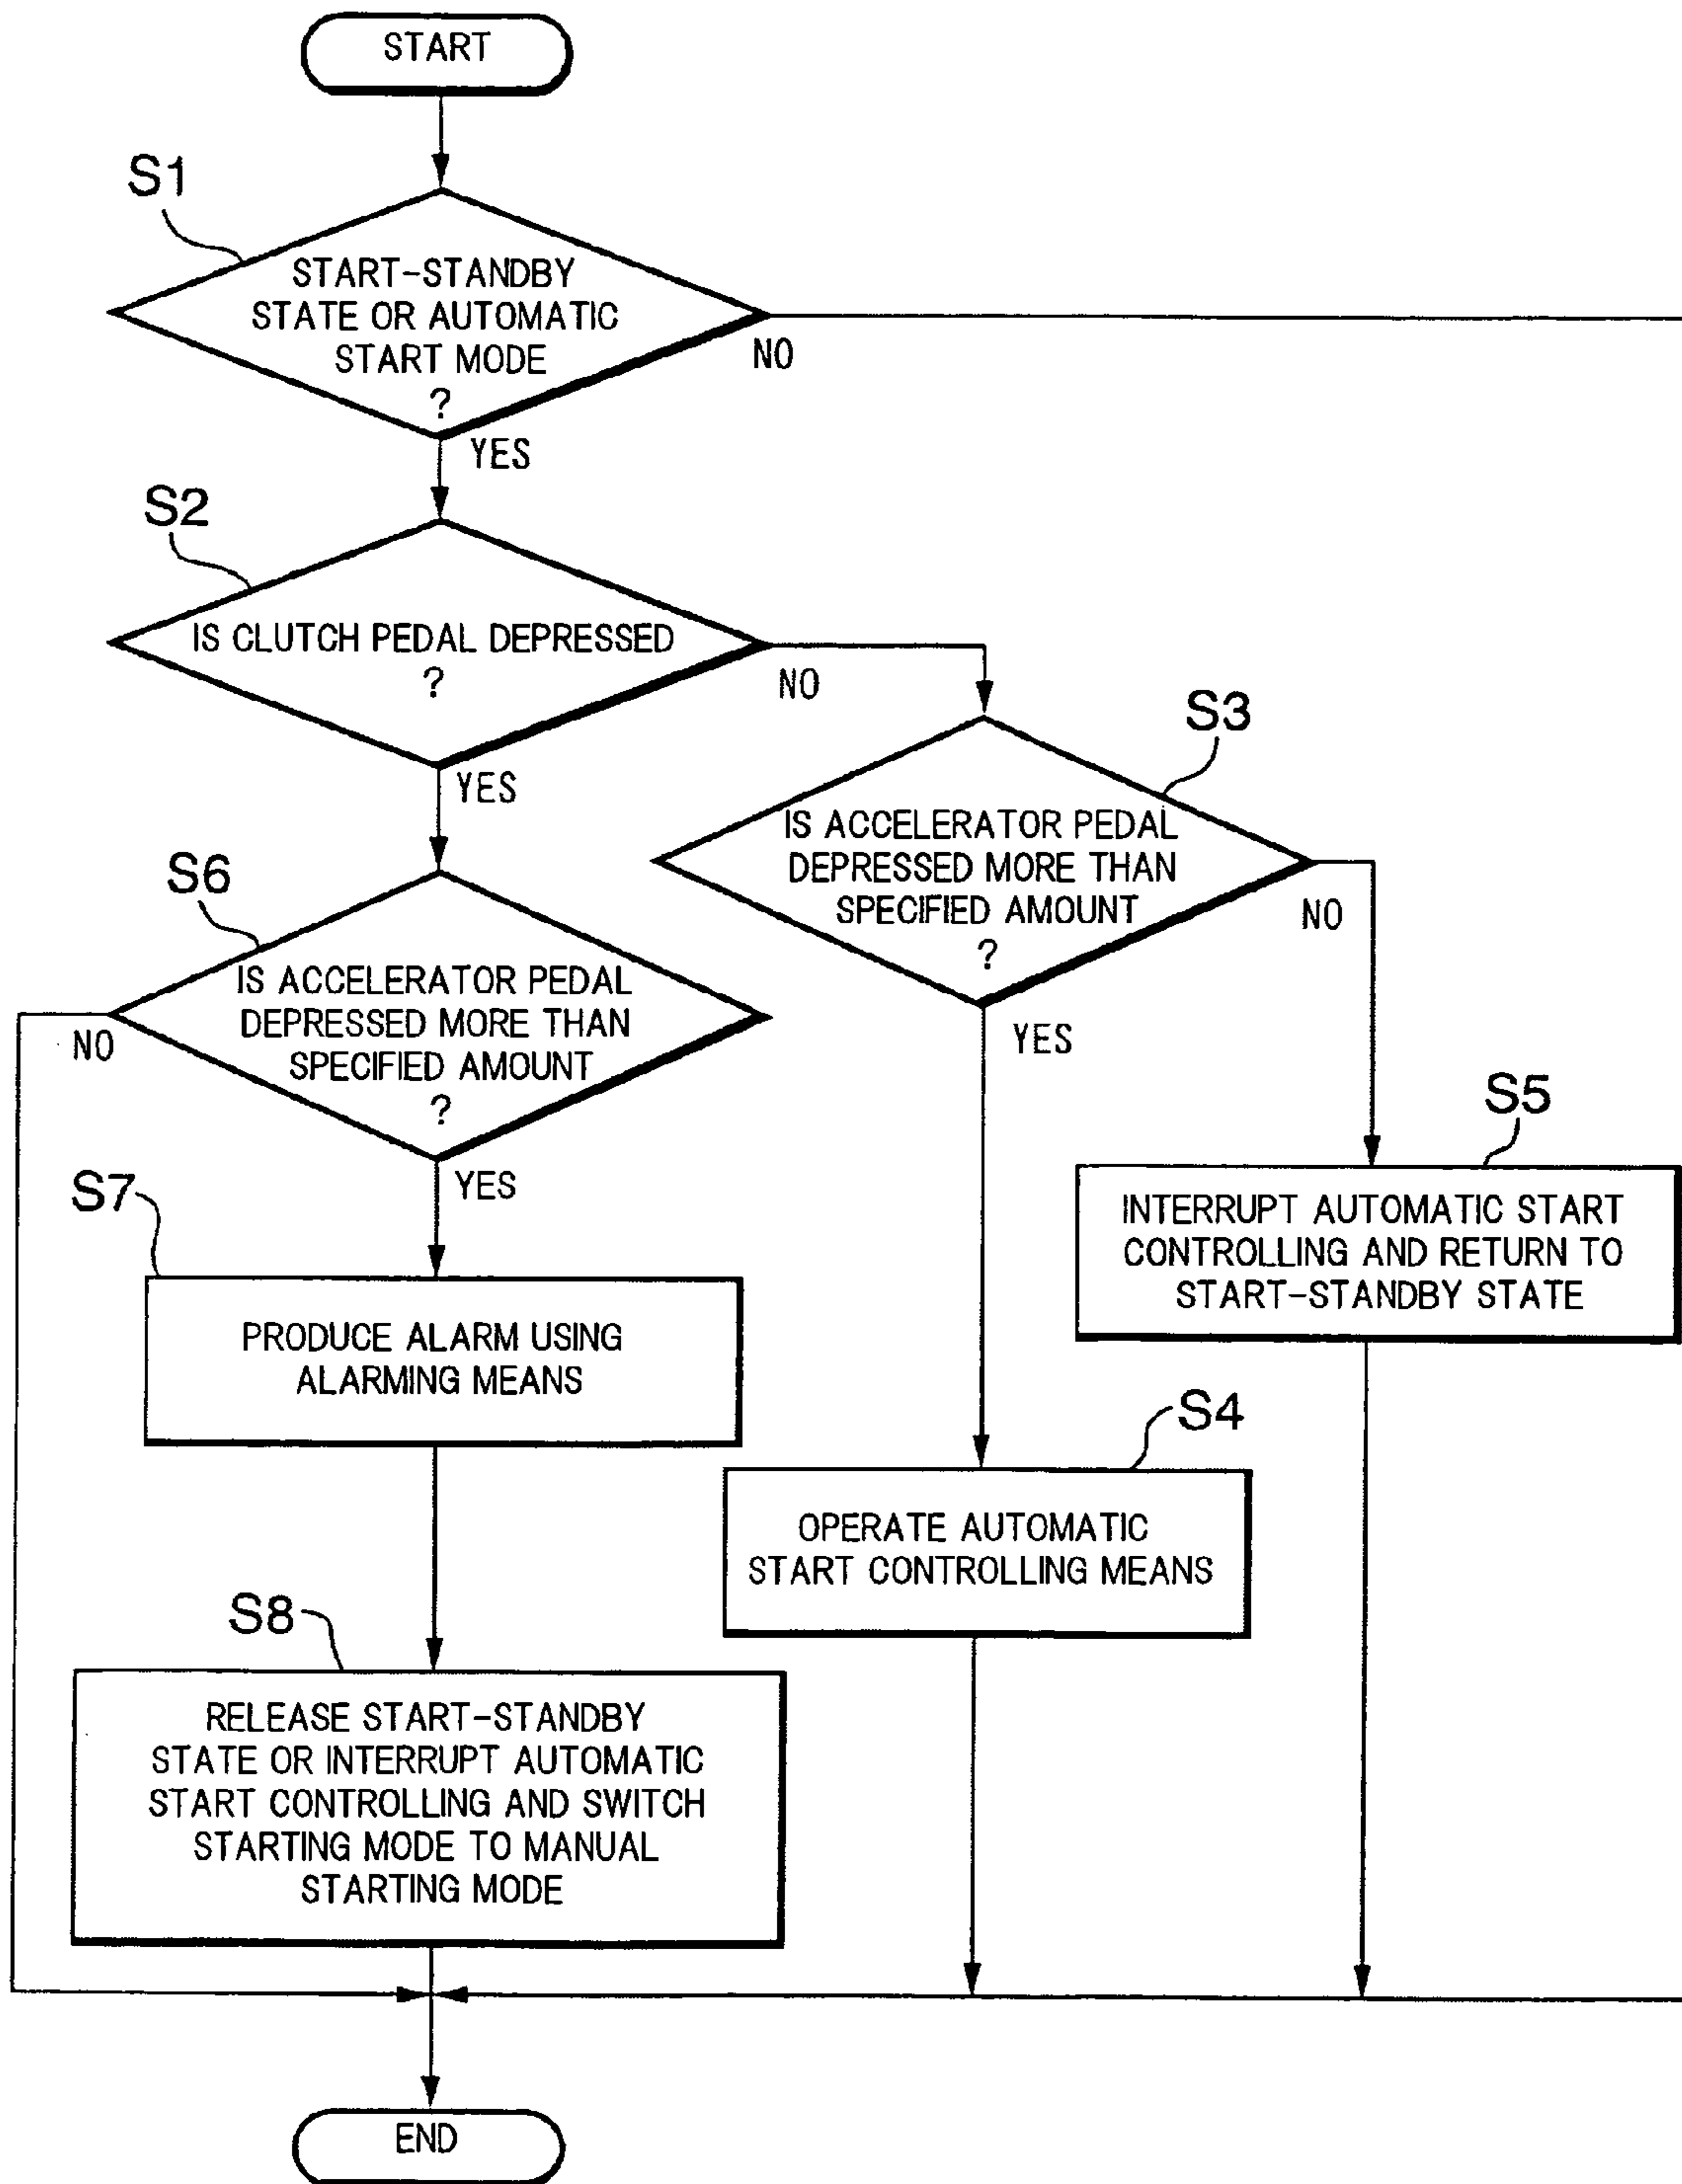 START
S1
START-STANDBY
STATE OR AUTOMATIC
START MODE
?
NO
YES
S2
IS CLUTCH PEDAL DEPRESSED
?
NO
YES
S3
IS ACCELERATOR PEDAL
DEPRESSED MORE THAN
SPECIFIED AMOUNT
?
NO
YES
S6
IS ACCELERATOR PEDAL
DEPRESSED MORE THAN
SPECIFIED AMOUNT
?
NO
YES
S5
INTERRUPT AUTOMATIC START
CONTROLLING AND RETURN TO
START-STANDBY STATE
S7
PRODUCE ALARM USING
ALARMING MEANS
S4
OPERATE AUTOMATIC
START CONTROLLING MEANS
S8
RELEASE START-STANDBY
STATE OR INTERRUPT AUTOMATIC
START CONTROLLING AND SWITCH
STARTING MODE TO MANUAL
STARTING MODE
END